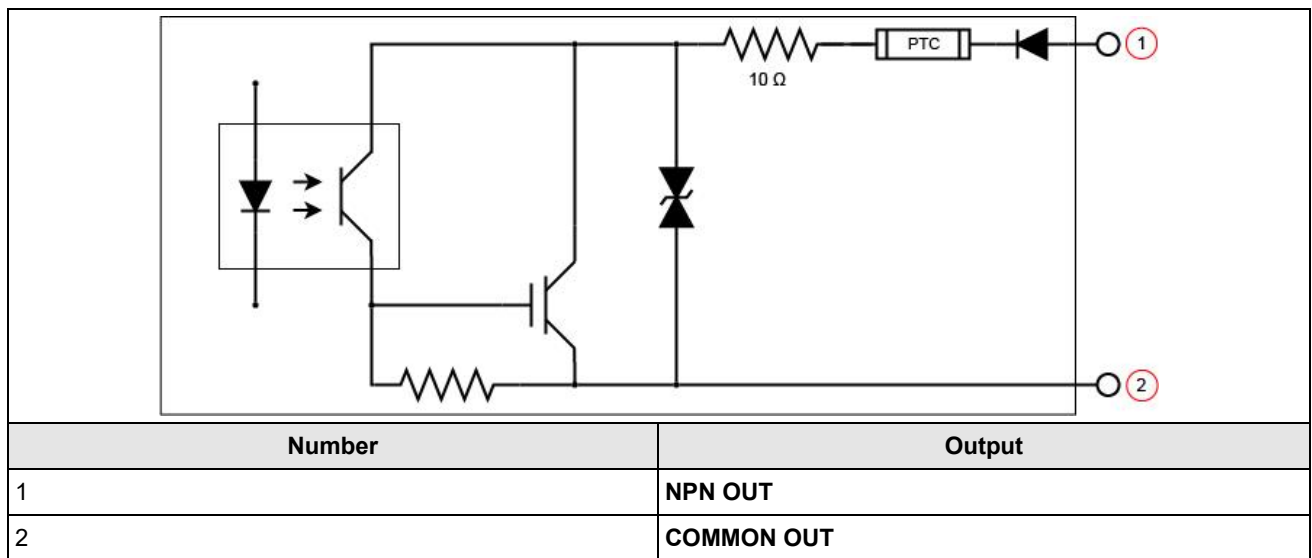 PTC
1
10 Ω
2
Number Output
1 NPN OUT
2 COMMON OUT